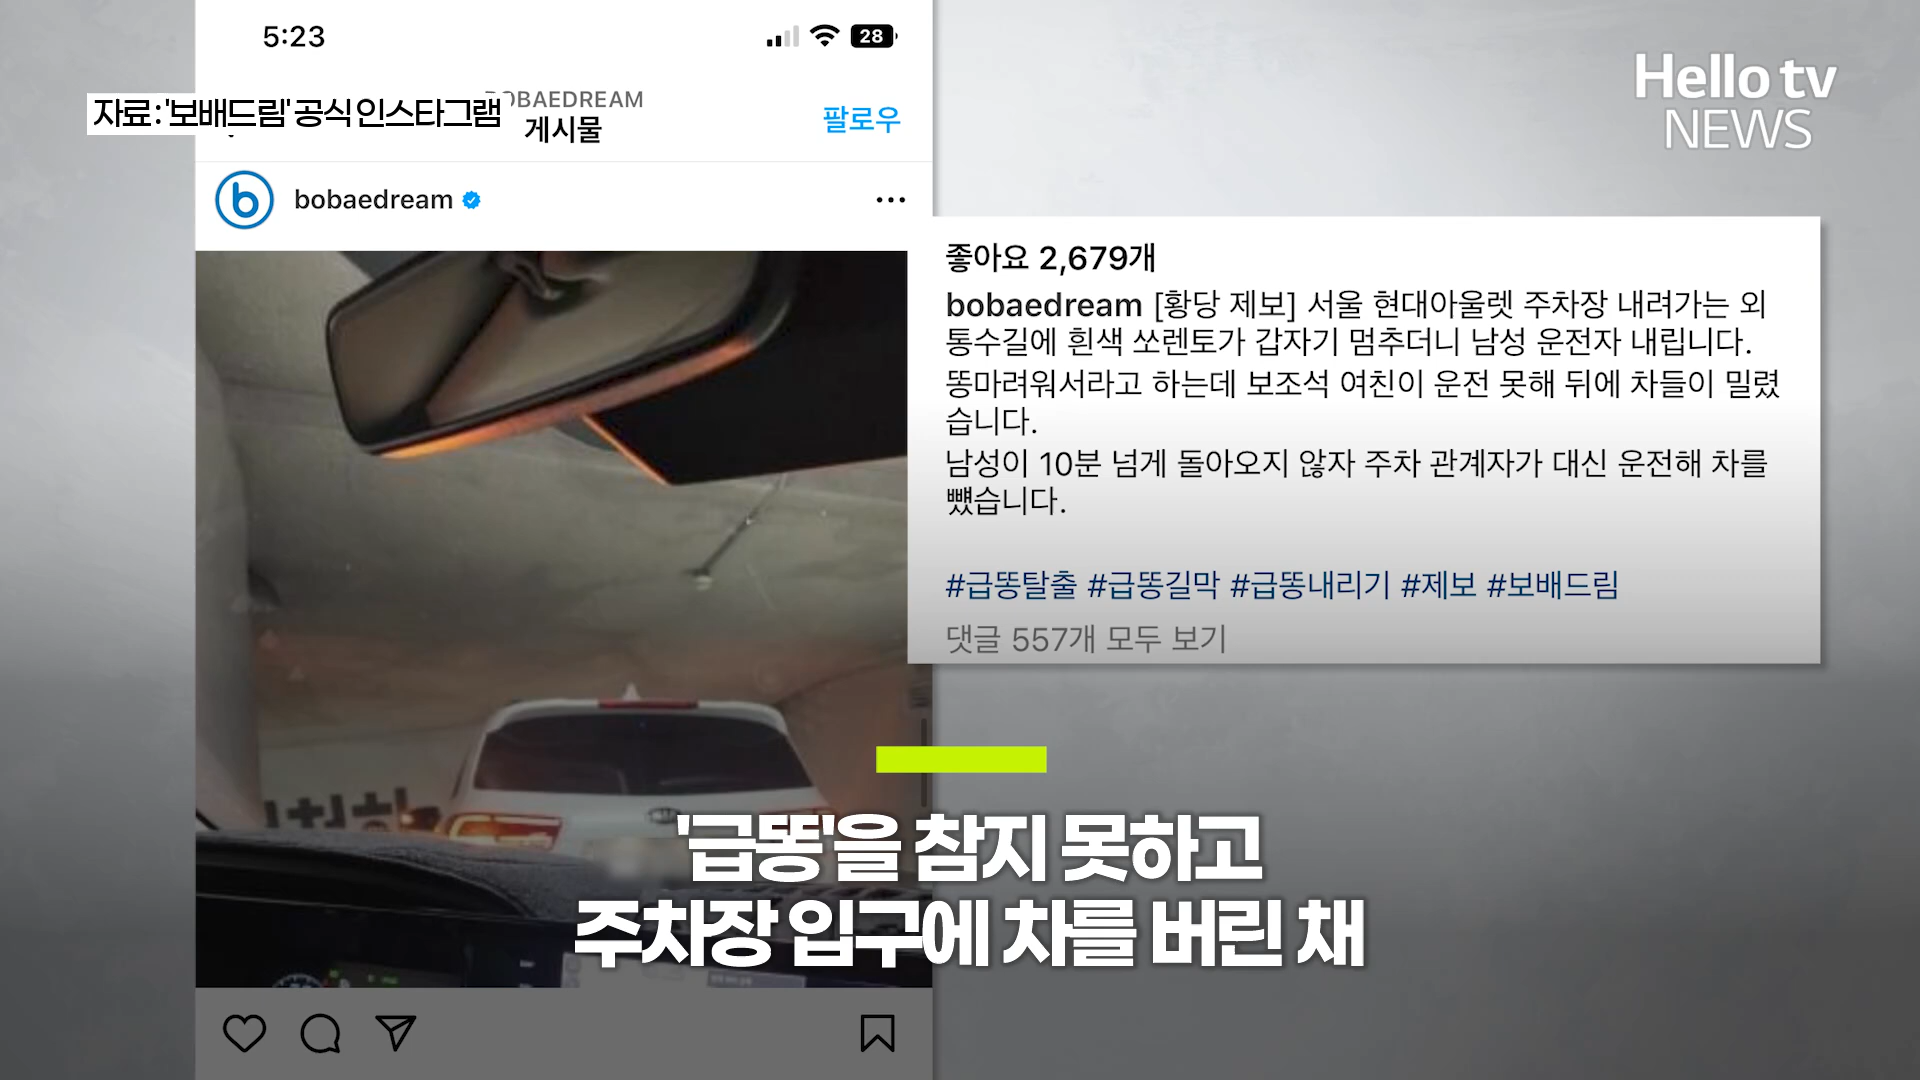 5:23
28
자료 : '보배드림' 공식 인스타그램
BOBAEDREAM
게시물
팔로우
Hello tv
NEWS
bobaedream
좋아요 2,679개
bobaedream [황당 제보] 서울 현대아울렛 주차장 내려가는 외
통수길에 흰색 쏘렌토가 갑자기 멈추더니 남성 운전자 내립니다.
똥마려워서라고 하는데 보조석 여친이 운전 못해 뒤에 차들이 밀렸
습니다.
남성이 10분 넘게 돌아오지 않자 주차 관계자가 대신 운전해 차를
뺐습니다.
#급똥탈출 #급똥길막 #급똥내리기 #제보 #보배드림
댓글 557개 모두 보기
'급똥'을 참지 못하고
주차장 입구에 차를 버린 채